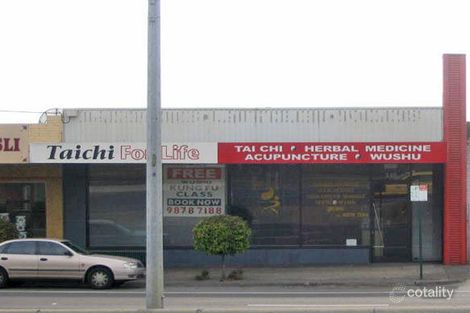 SLI
Taichi For Life
TAI CHI • HERBAL MEDICINE
ACUPUNCTURE • WUSHU
FREE
WUSHU
KUNG FU
CLASS
BOOK NOW
9878 7188
cotality